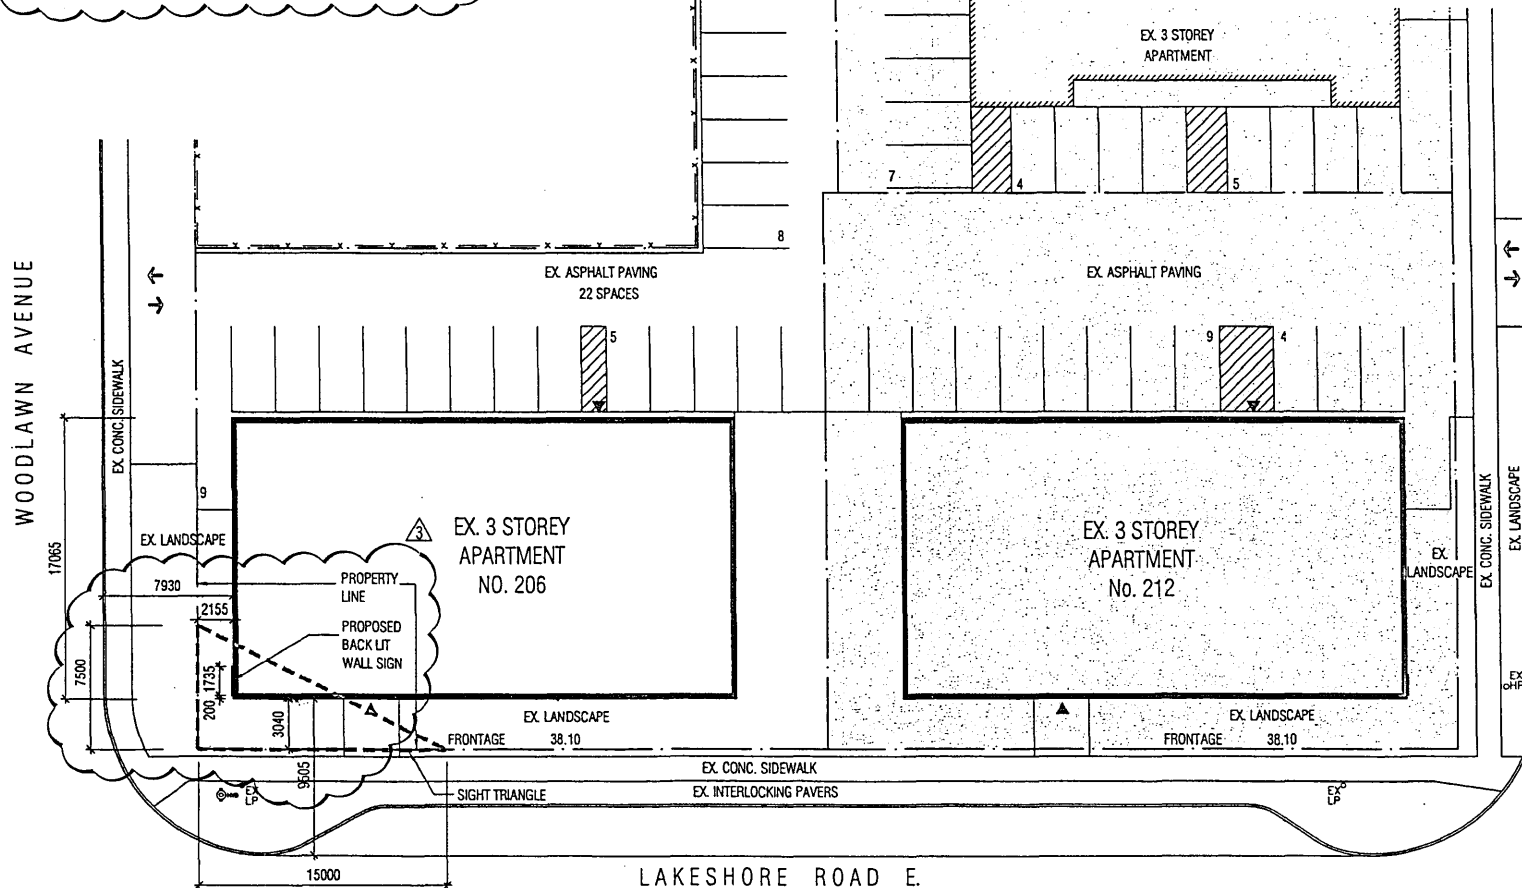 EX. 3 STOREY
APARTMENT
7
4
5
8
EX. ASPHALT PAVING
22 SPACES
EX. ASPHALT PAVING
5
9
4
WOODLAWN AVENUE
EX. CONC. SIDEWALK
17065
9
EX. LANDSCAPE
3
EX. 3 STOREY
APARTMENT
NO. 206
EX. 3 STOREY
APARTMENT
No. 212
EX.
LANDSCAPE
EX. CONC. SIDEWALK
EX. LANDSCAPE
7930
PROPERTY
LINE
2155
PROPOSED
BACK LIT
WALL SIGN
7500
1735
200
3040
9505
EX. LANDSCAPE
FRONTAGE 38.10
EX. LANDSCAPE
FRONTAGE 38.10
EX
HP
EX. CONC. SIDEWALK
EX
LP
SIGHT TRIANGLE
EX. INTERLOCKING PAVERS
EX
LP
15000
LAKESHORE ROAD E.